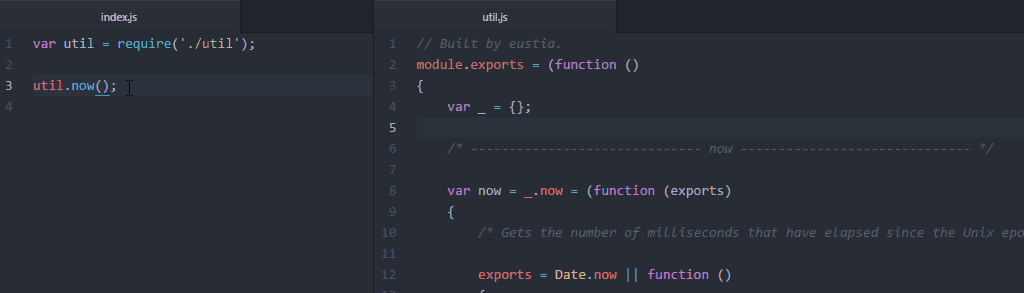 index.js
1 var util = require('./util');
2
3 util.now();
4
util.js
1 // Built by eustia.
2 module.exports = (function ()
3 {
4 var _ = {};
5
6 /* ------------------------------ now ------------------------------ */
7
8 var now = _.now = (function (exports)
9 {
10 /* Gets the number of milliseconds that have elapsed since the Unix epo
11
12 exports = Date.now || function ()